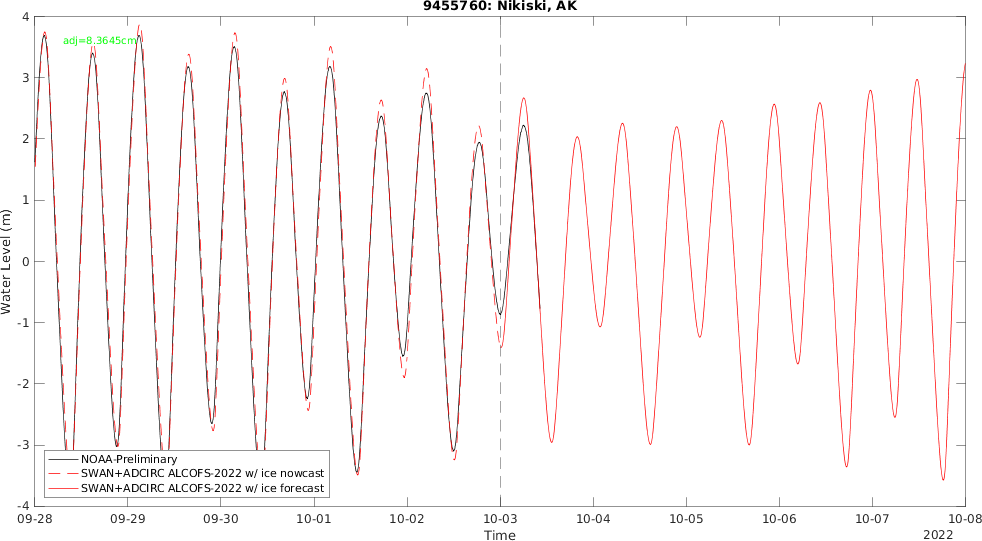 9455760: Nikiski, AK
adj=8.3645cm
Water Level (m)
4
3
2
1
0
-1
-2
-3
-4
NOAA-Preliminary
SWAN+ADCIRC ALCOFS-2022 w/ ice nowcast
SWAN+ADCIRC ALCOFS-2022 w/ ice forecast
09-28 09-29 09-30 10-01 10-02 10-03 10-04 10-05 10-06 10-07 10-08
Time
2022